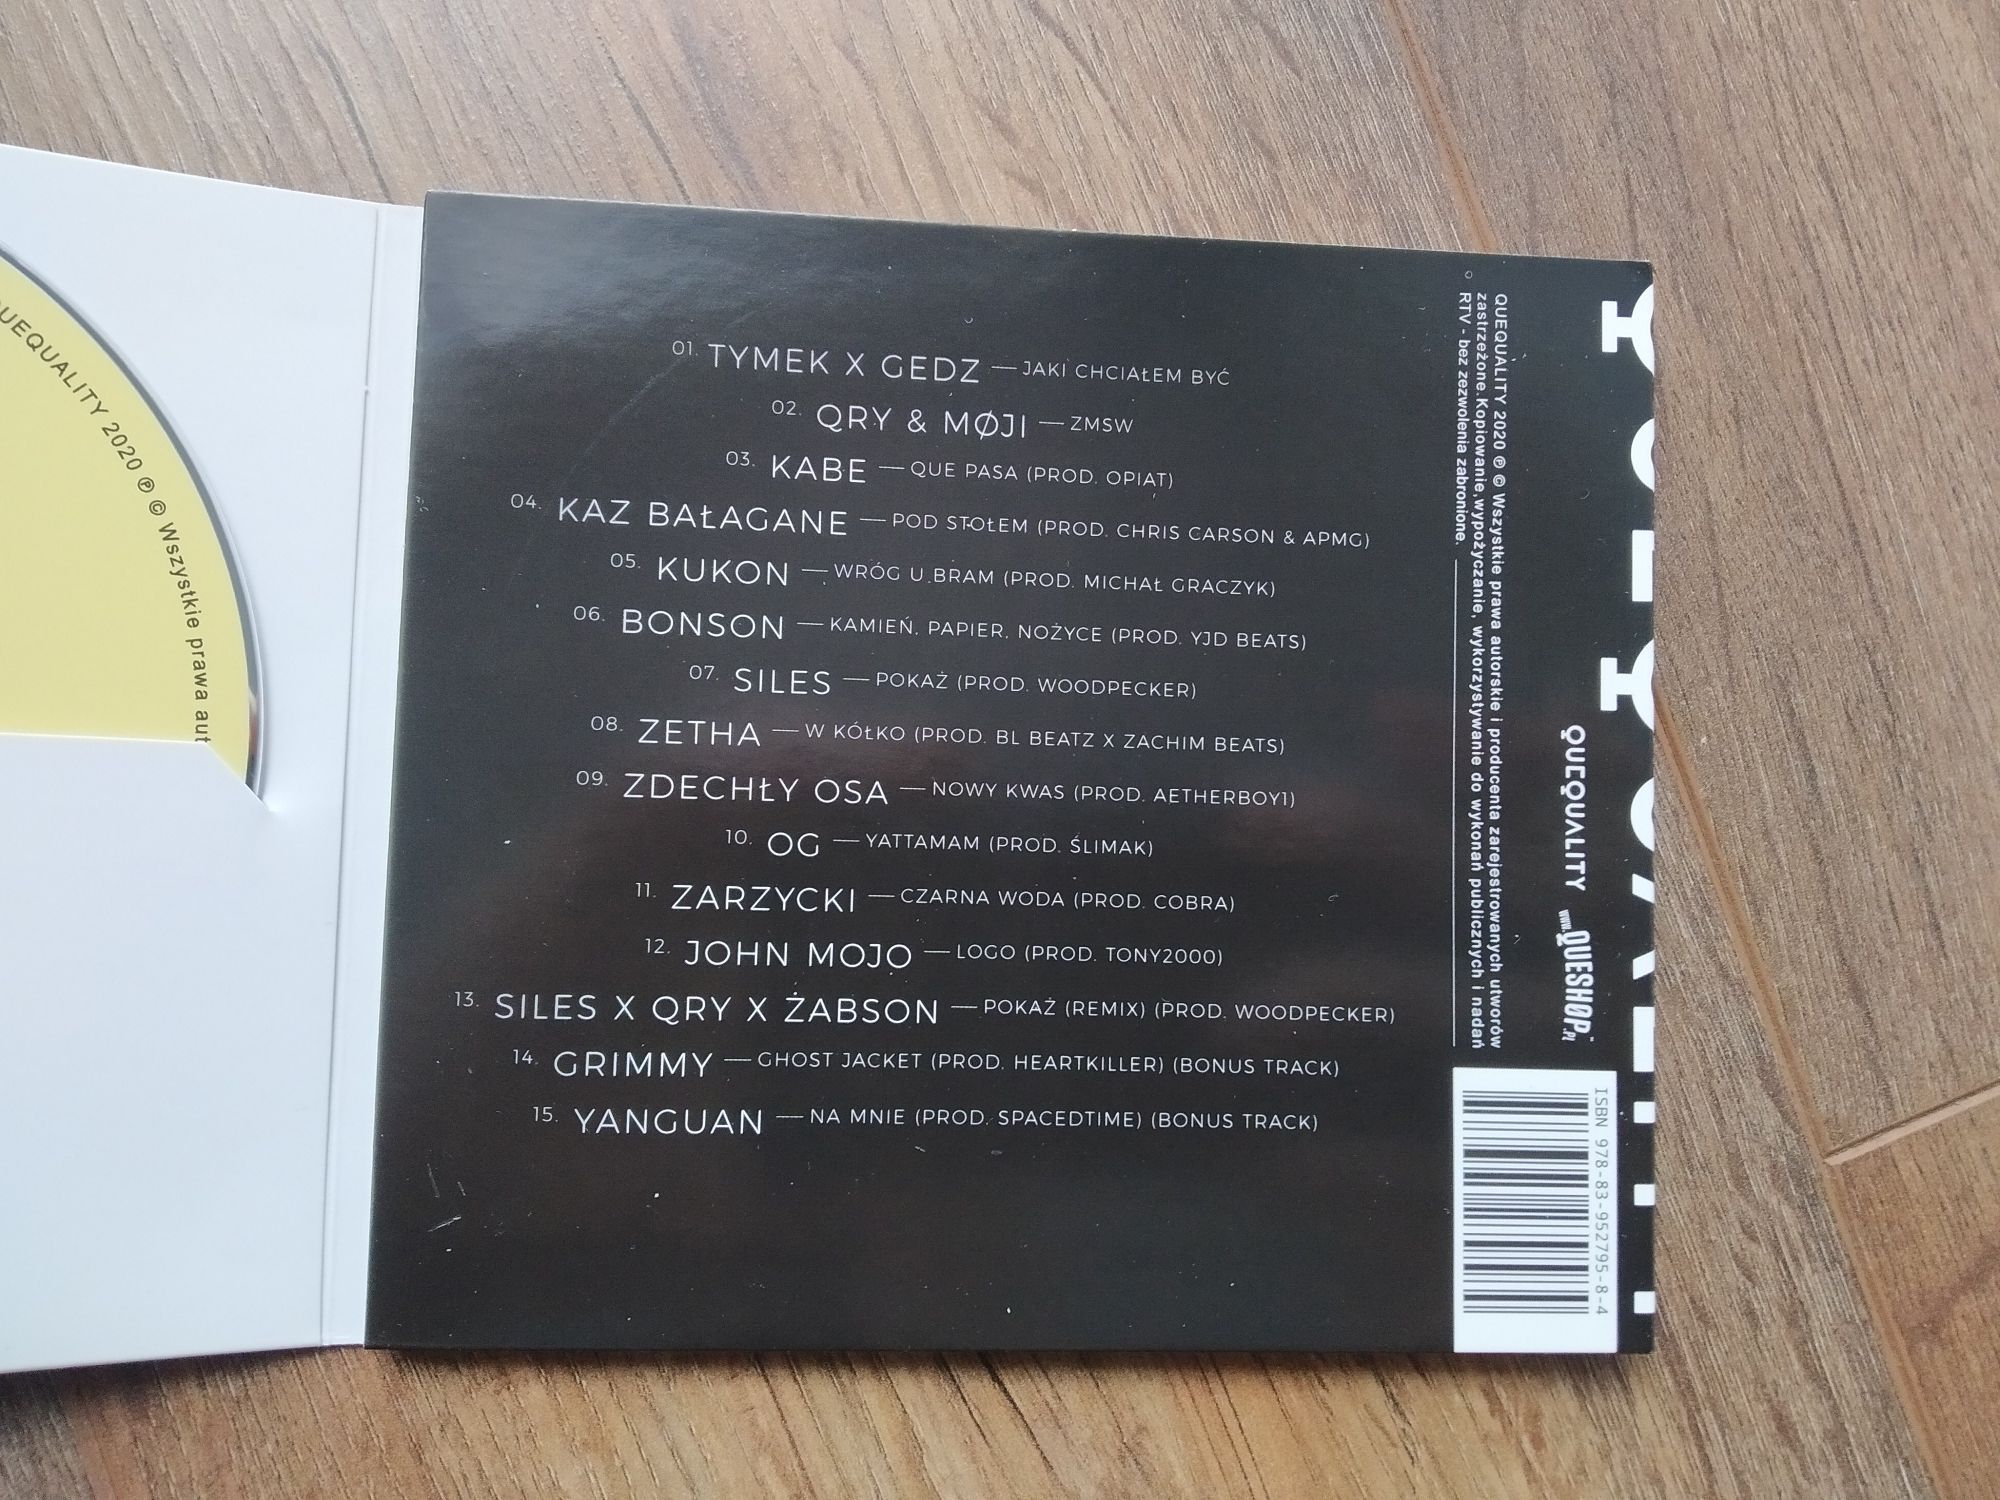 QUEQUALITY 2020 ℗ © Wszystkie prawa aut
01. TYMEK X GEDZ — JAKI CHCIAŁEM BYĆ
02. QRY & MØJI — ZMSW
03. KABE — QUE PASA (PROD. OPIAT)
04. KAZ BAŁAGANE — POD STOŁEM (PROD. CHRIS CARSON & APMG)
05. KUKON — WRÓG U BRAM (PROD. MICHAŁ GRACZYK)
06. BONSON — KAMIEŃ, PAPIER, NOŻYCE (PROD. YJD BEATS)
07. SILES — POKAŻ (PROD. WOODPECKER)
08. ZETHA — W KÓŁKO (PROD. BL BEATZ X ZACHIM BEATS)
09. ZDECHŁY OSA — NOWY KWAS (PROD. AETHERBOY1)
10. OG — YATTAMAM (PROD. ŚLIMAK)
11. ZARZYCKI — CZARNA WODA (PROD. COBRA)
12. JOHN MOJO — LOGO (PROD. TONY2000)
13. SILES X QRY X ŻABSON — POKAŻ (REMIX) (PROD. WOODPECKER)
14. GRIMMY — GHOST JACKET (PROD. HEARTKILLER) (BONUS TRACK)
15. YANGUAN — NA MNIE (PROD. SPACEDTIME) (BONUS TRACK)
QUEQUALITY 2020 ℗ © Wszystkie prawa autorskie i producenta zarejestrowanych utworów
zastrzeżone.Kopiowanie,wypożyczanie, wykorzystywanie do wykonań publicznych i nadań
RTV - bez zezwolenia zabronione.
QUEQUALITY www.QUESHØP.pl
ISBN 978-83-952795-8-4